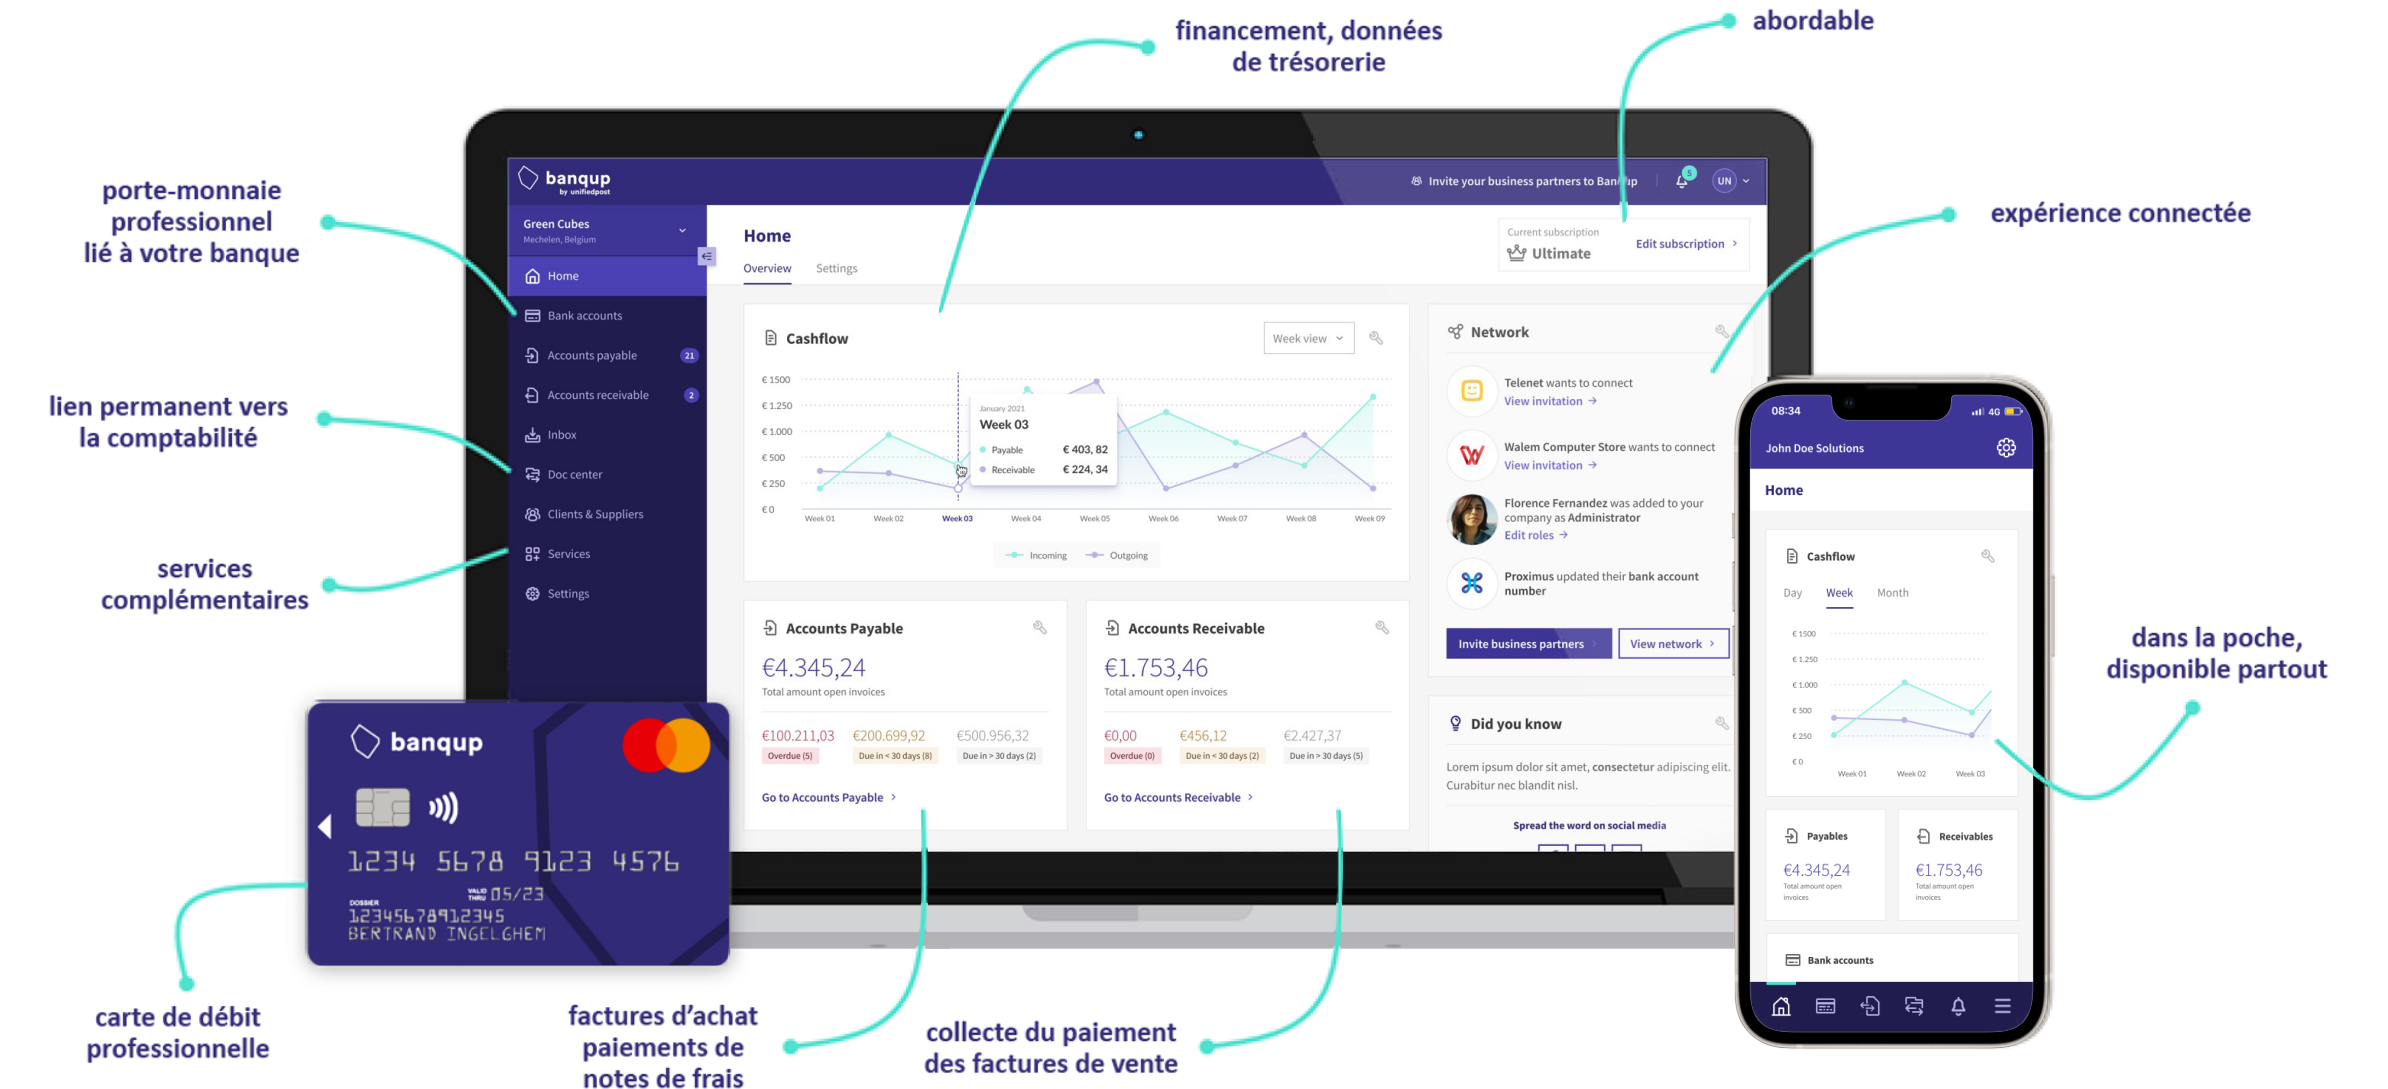 financement, données
de trésorerie
abordable
porte-monnaie
professionnel
lié à votre banque
expérience connectée
lien permanent vers
la comptabilité
services
complémentaires
dans la poche,
disponible partout
carte de débit
professionnelle
factures d’achat
paiements de
notes de frais
collecte du paiement
des factures de vente
banqup
by unifiedpost
Invite your business partners to Banqup
5
UN
Green Cubes
Mechelen, Belgium
Home
Bank accounts
Accounts payable 21
Accounts receivable 2
Inbox
Doc center
Clients & Suppliers
Services
Settings
Home
Overview Settings
Current subscription
Ultimate
Edit subscription
Cashflow
Week view
€ 1500
€ 1.250
€ 1.000
€ 500
€ 250
€ 0
January 2021
Week 03
Payable € 403, 82
Receivable € 224, 34
Week 01 Week 02 Week 03 Week 04 Week 05 Week 06 Week 07 Week 08 Week 09
Incoming Outgoing
Accounts Payable
€4.345,24
Total amount open invoices
€100.211,03 €200.699,92 €500.956,32
Overdue (5) Due in < 30 days (8) Due in > 30 days (2)
Go to Accounts Payable
Accounts Receivable
€1.753,46
Total amount open invoices
€0,00 €456,12 €2.427,37
Overdue (0) Due in < 30 days (2) Due in > 30 days (5)
Go to Accounts Receivable
Network
Telenet wants to connect
View invitation
Walem Computer Store wants to connect
View invitation
Florence Fernandez was added to your
company as Administrator
Edit roles
Proximus updated their bank account
number
Invite business partners
View network
Did you know
Lorem ipsum dolor sit amet, consectetur adipiscing elit.
Curabitur nec blandit nisl.
Spread the word on social media
banqup
1234 5678 9123 4576
VALID
THRU 05/23
DOSSIER
12345678912345
BERTRAND INGELGHEM
08:34
4G
John Doe Solutions
Home
Cashflow
Day Week Month
€ 1500
€ 1.250
€ 1.000
€ 500
€ 250
€ 0
Week 01 Week 02 Week 03
Payables
€4.345,24
Total amount open
invoices
Receivables
€1.753,46
Total amount open
invoices
Bank accounts